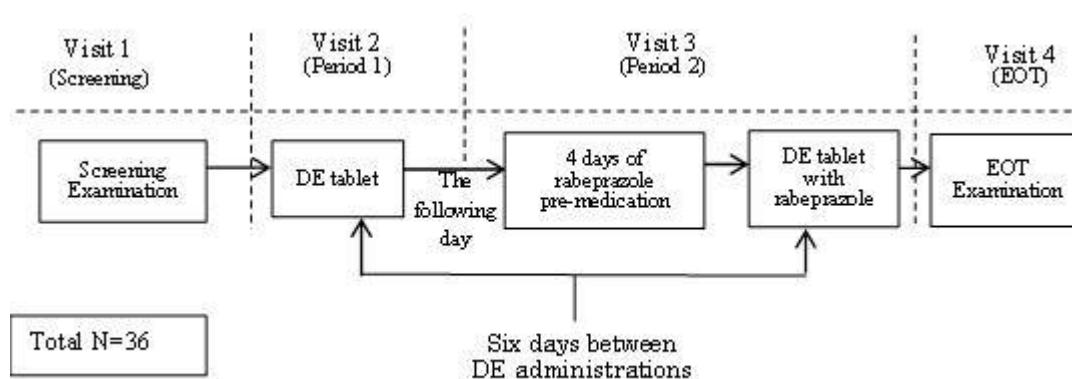 Visit 1
(Screening)
Visit 2
(Period 1)
Visit 3
(Period 2)
Visit 4
(EOT)
Screening
Examination
DE tablet
The
following
day
4 days of
rabeprazole
pre-medication
DE tablet
with
rabeprazole
EOT
Examination
Total N=36
Six days between
DE administrations